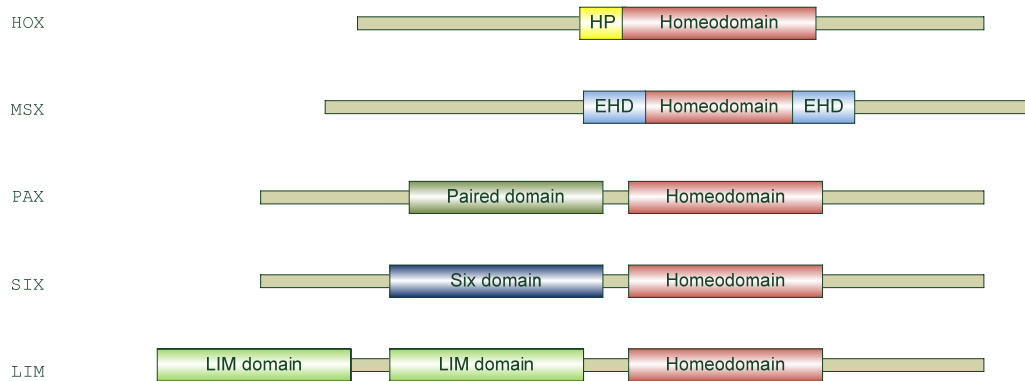 HOX HP Homeodomain
MSX EHD Homeodomain EHD
PAX Paired domain Homeodomain
SIX Six domain Homeodomain
LIM LIM domain LIM domain Homeodomain